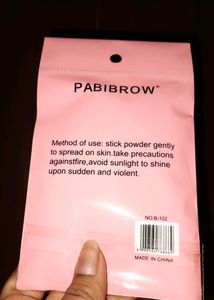 PABIBROW®
Method of use: stick powder gently
to spread on skin.take precautions
againstfire,avoid sunlight to shine
upon sudden and violent.
NO:B-102
MADE IN CHINA